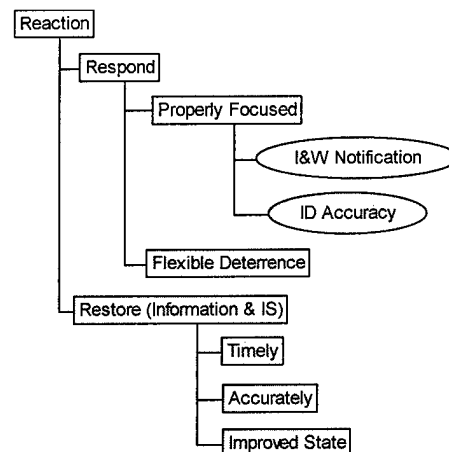 Reaction
Respond
Properly Focused
I&W Notification
ID Accuracy
Flexible Deterrence
Restore (Information & IS)
Timely
Accurately
Improved State